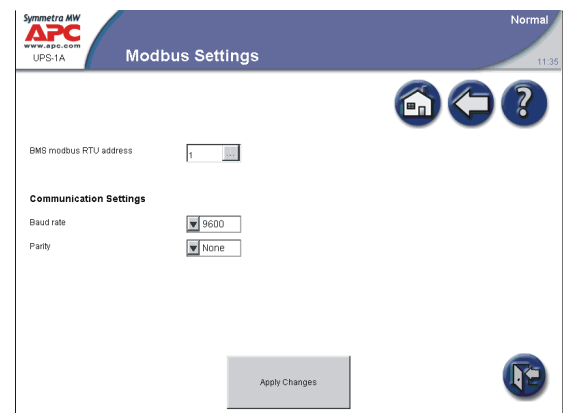 Symmetra MW
APC
www.apc.com
UPS-1A
Modbus Settings
Normal
11:35
?
BMS modbus RTU address
1
...
Communication Settings
Baud rate
9600
Parity
None
Apply Changes